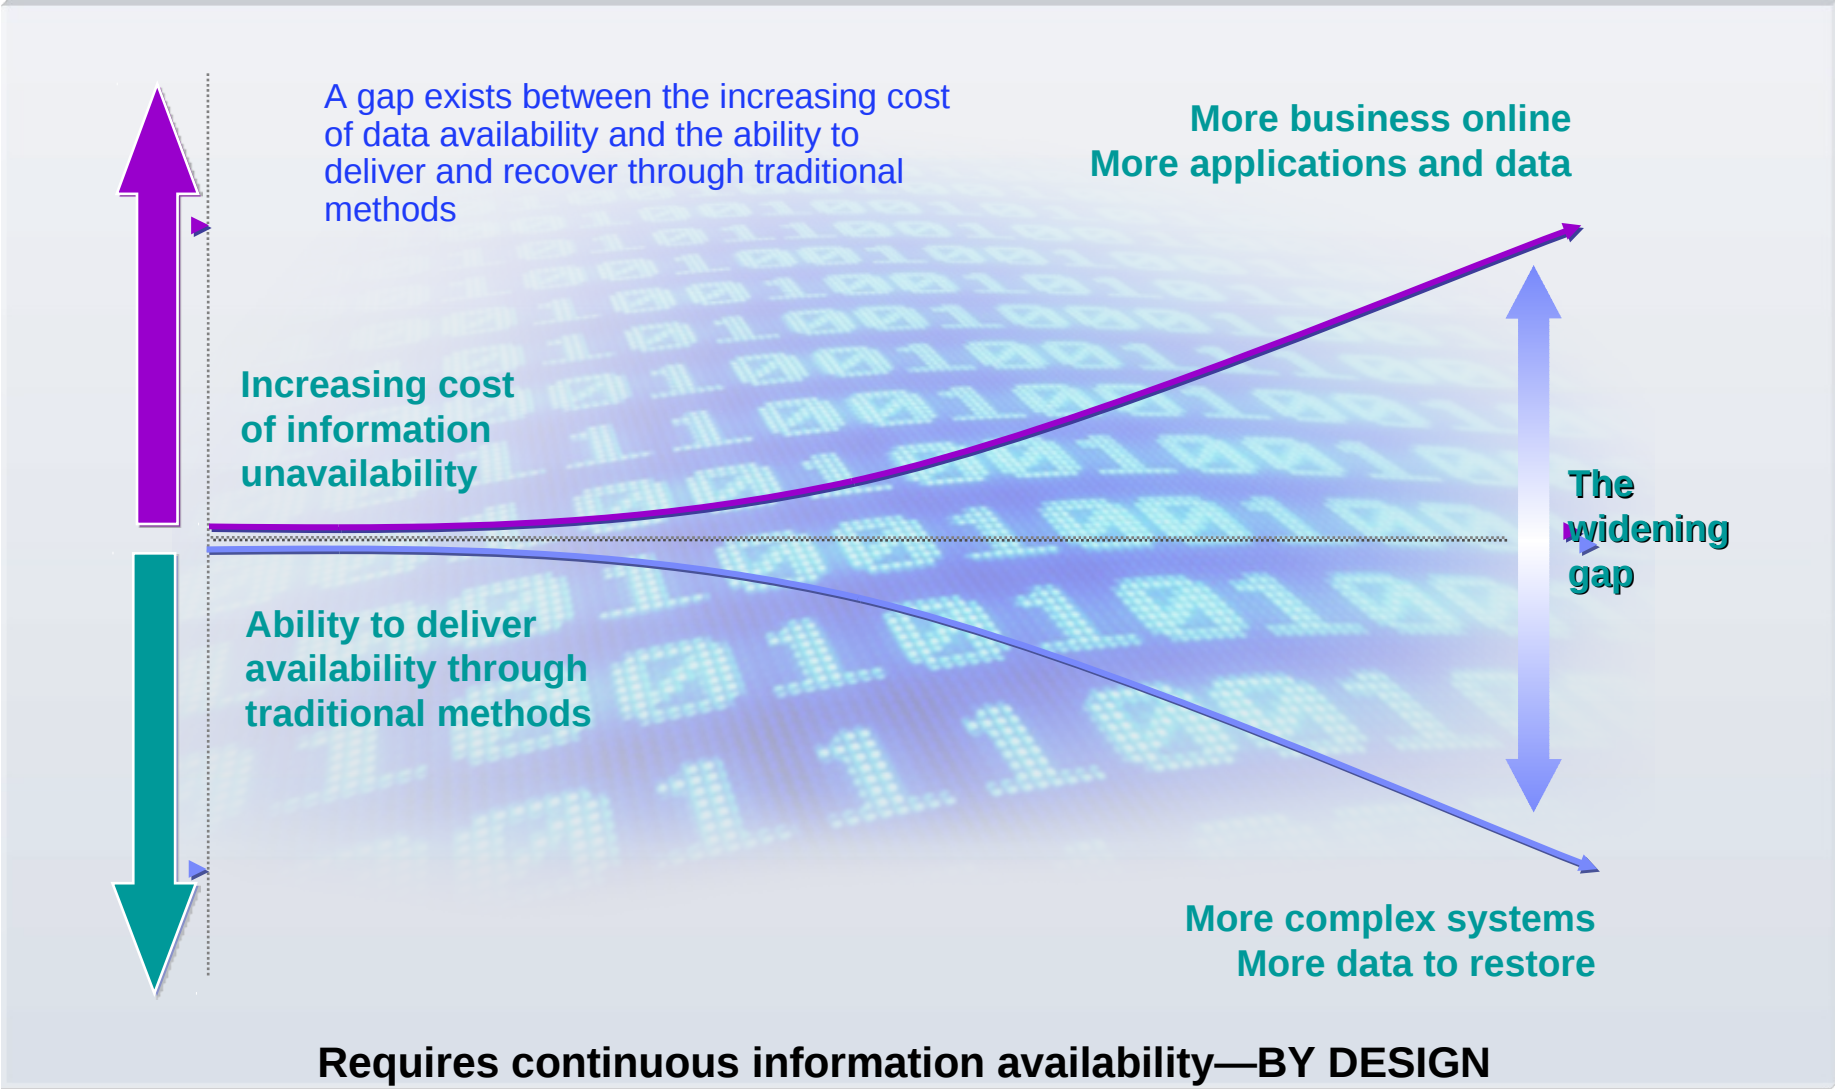 A gap exists between the increasing cost
of data availability and the ability to
deliver and recover through traditional
methods
More business online
More applications and data
Increasing cost
of information
unavailability
The
widening
gap
Ability to deliver
availability through
traditional methods
More complex systems
More data to restore
Requires continuous information availability—BY DESIGN